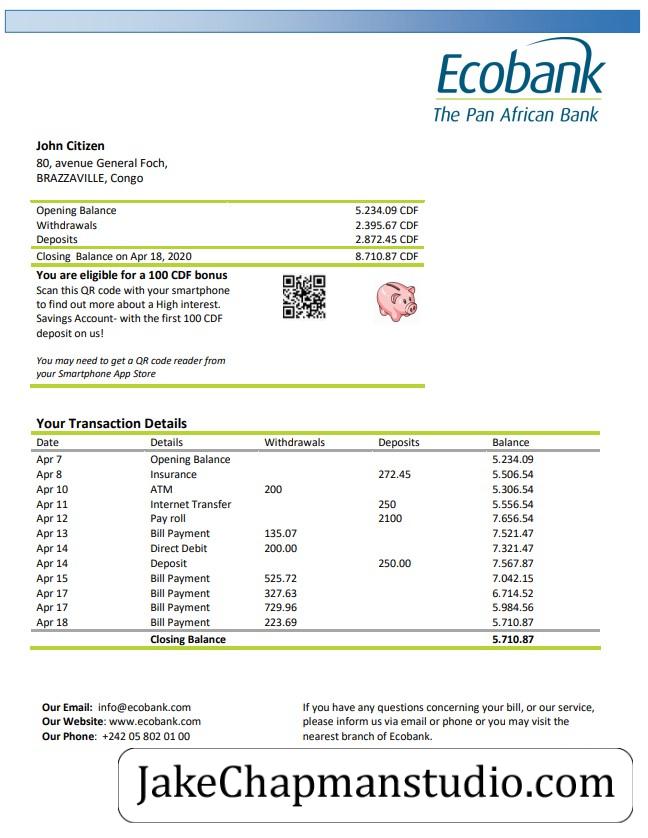 Ecobank
The Pan African Bank
John Citizen
80, avenue General Foch,
BRAZZAVILLE, Congo
Opening Balance 5.234.09 CDF
Withdrawals 2.395.67 CDF
Deposits 2.872.45 CDF
Closing Balance on Apr 18, 2020 8.710.87 CDF
You are eligible for a 100 CDF bonus
Scan this QR code with your smartphone
to find out more about a High interest.
Savings Account- with the first 100 CDF
deposit on us!
You may need to get a QR code reader from
your Smartphone App Store
Your Transaction Details
Date Details Withdrawals Deposits Balance
Apr 7 Opening Balance 5.234.09
Apr 8 Insurance 272.45 5.506.54
Apr 10 ATM 200 5.306.54
Apr 11 Internet Transfer 250 5.556.54
Apr 12 Pay roll 2100 7.656.54
Apr 13 Bill Payment 135.07 7.521.47
Apr 14 Direct Debit 200.00 7.321.47
Apr 14 Deposit 250.00 7.567.87
Apr 15 Bill Payment 525.72 7.042.15
Apr 17 Bill Payment 327.63 6.714.52
Apr 17 Bill Payment 729.96 5.984.56
Apr 18 Bill Payment 223.69 5.710.87
Closing Balance 5.710.87
Our Email: info@ecobank.com
Our Website: www.ecobank.com
Our Phone: +242 05 802 01 00
If you have any questions concerning your bill, or our service,
please inform us via email or phone or you may visit the
nearest branch of Ecobank.
JakeChapmanstudio.com